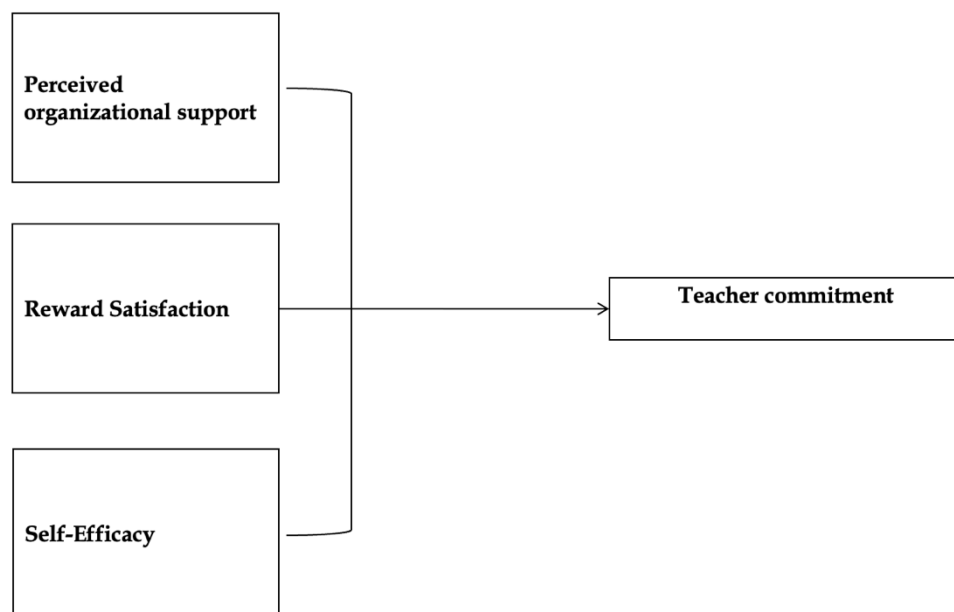 Perceived
organizational support
Reward Satisfaction
Teacher commitment
Self-Efficacy